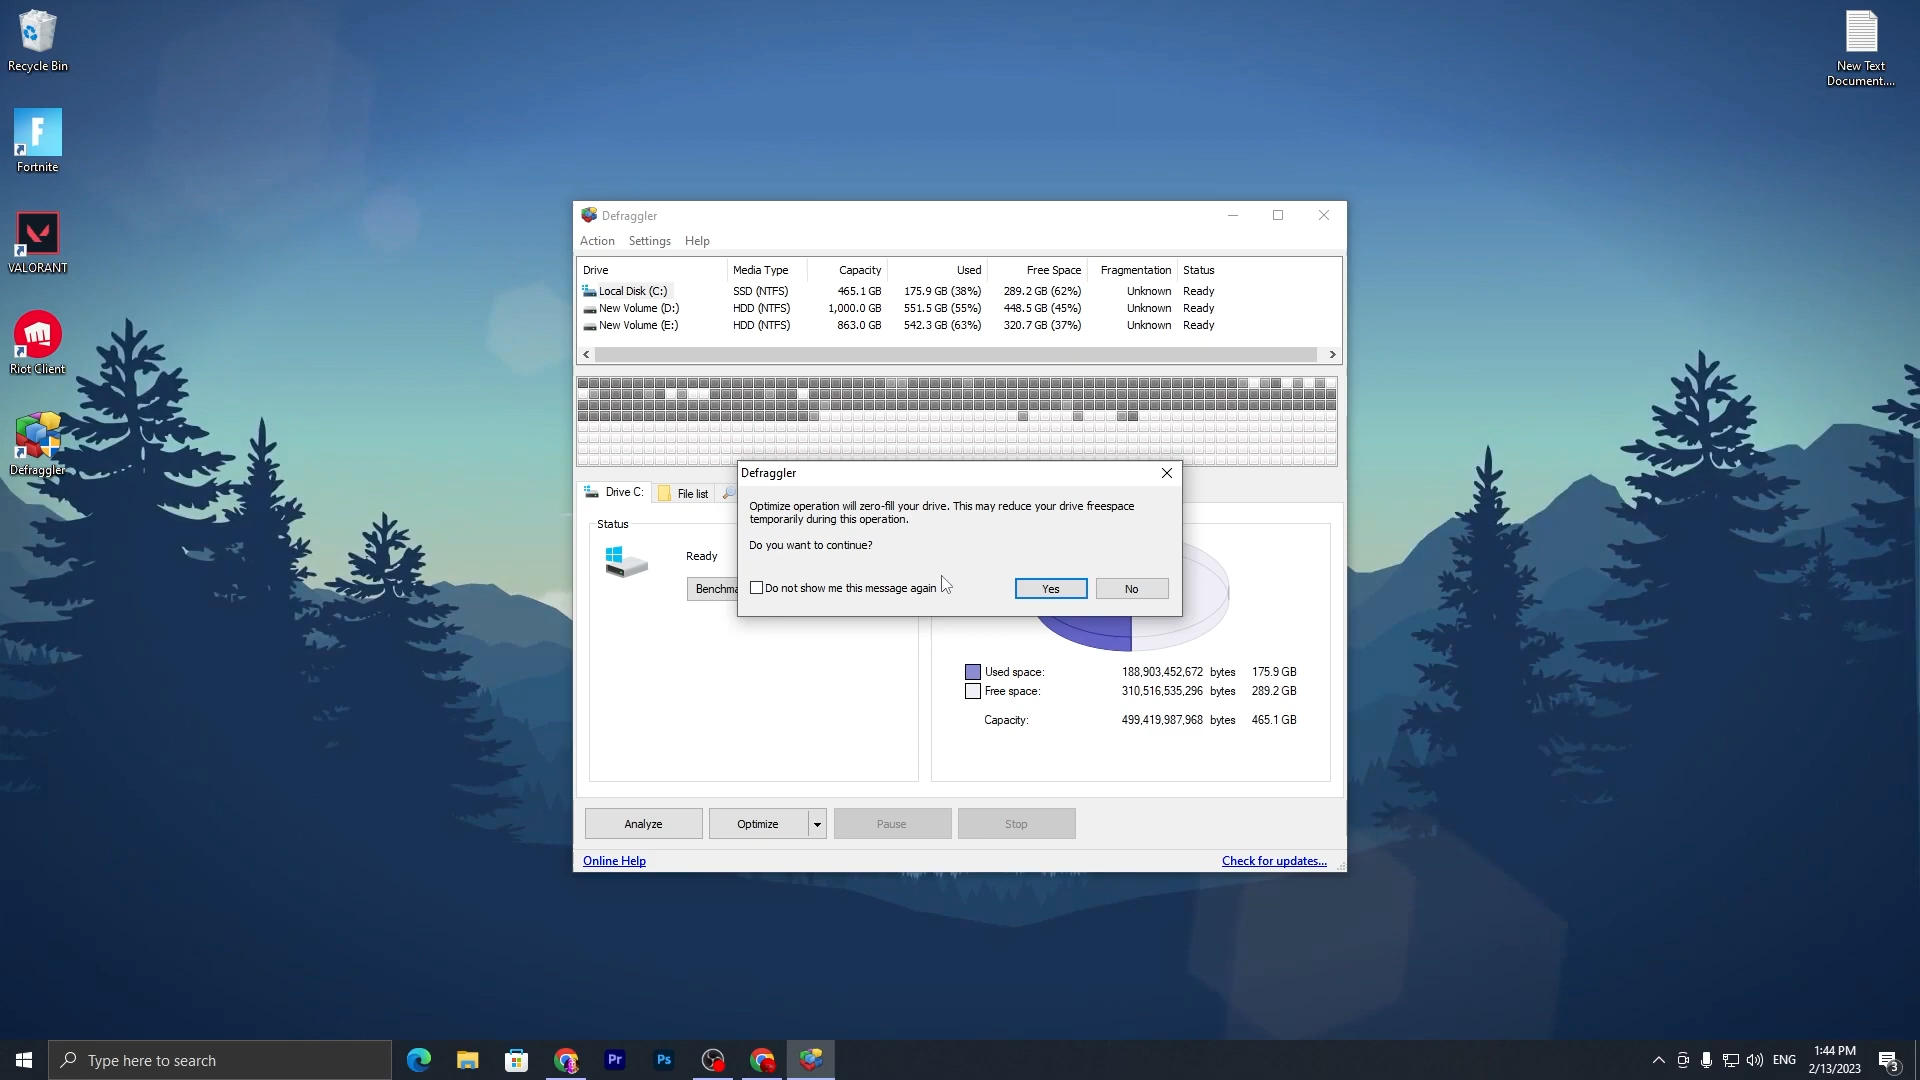 Recycle Bin
Fortnite
VALORANT
Riot Client
Defraggler
New Text
Document....
Defraggler
Action Settings Help
Drive Media Type Capacity Used Free Space Fragmentation Status
Local Disk (C:) SSD (NTFS) 465.1 GB 175.9 GB (38%) 289.2 GB (62%) Unknown Ready
New Volume (D:) HDD (NTFS) 1,000.0 GB 551.5 GB (55%) 448.5 GB (45%) Unknown Ready
New Volume (E:) HDD (NTFS) 863.0 GB 542.3 GB (63%) 320.7 GB (37%) Unknown Ready
Drive C: File list
Status
Ready
Benchma
Defraggler
Optimize operation will zero-fill your drive. This may reduce your drive freespace
temporarily during this operation.
Do you want to continue?
Do not show me this message again Yes No
Used space: 188,903,452,672 bytes 175.9 GB
Free space: 310,516,535,296 bytes 289.2 GB
Capacity: 499,419,987,968 bytes 465.1 GB
Analyze Optimize Pause Stop
Online Help Check for updates...
Type here to search
Pr
Ps
ENG
1:44 PM
2/13/2023
3